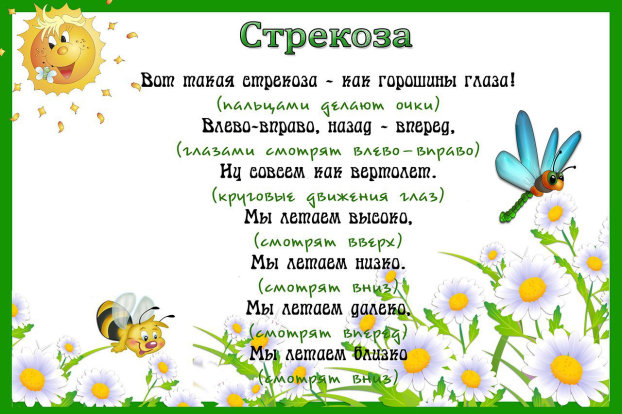 Стрекоза
Вот такая стрекоза - как горошины глаза!
(пальцами делают очки)
Влево-вправо, назад - вперед,
(глазами смотрят влево-вправо)
Ну совсем как вертолет.
(круговые движения глаз)
Мы летаем высоко,
(смотрят вверх)
Мы летаем низко.
(смотрят вниз)
Мы летаем далеко,
(смотрят вперед)
Мы летаем близко
(смотрят вниз)